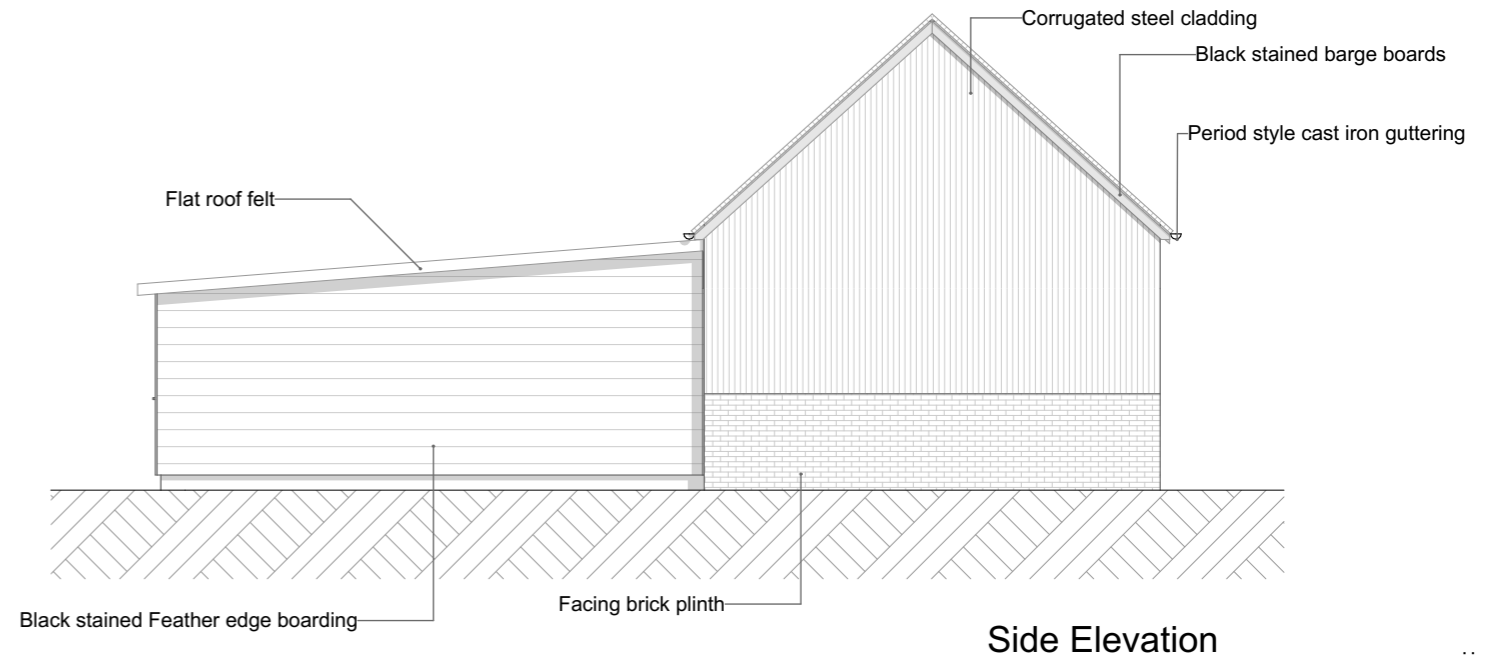 Corrugated steel cladding
Black stained barge boards
Period style cast iron guttering
Flat roof felt
Facing brick plinth
Black stained Feather edge boarding
Side Elevation